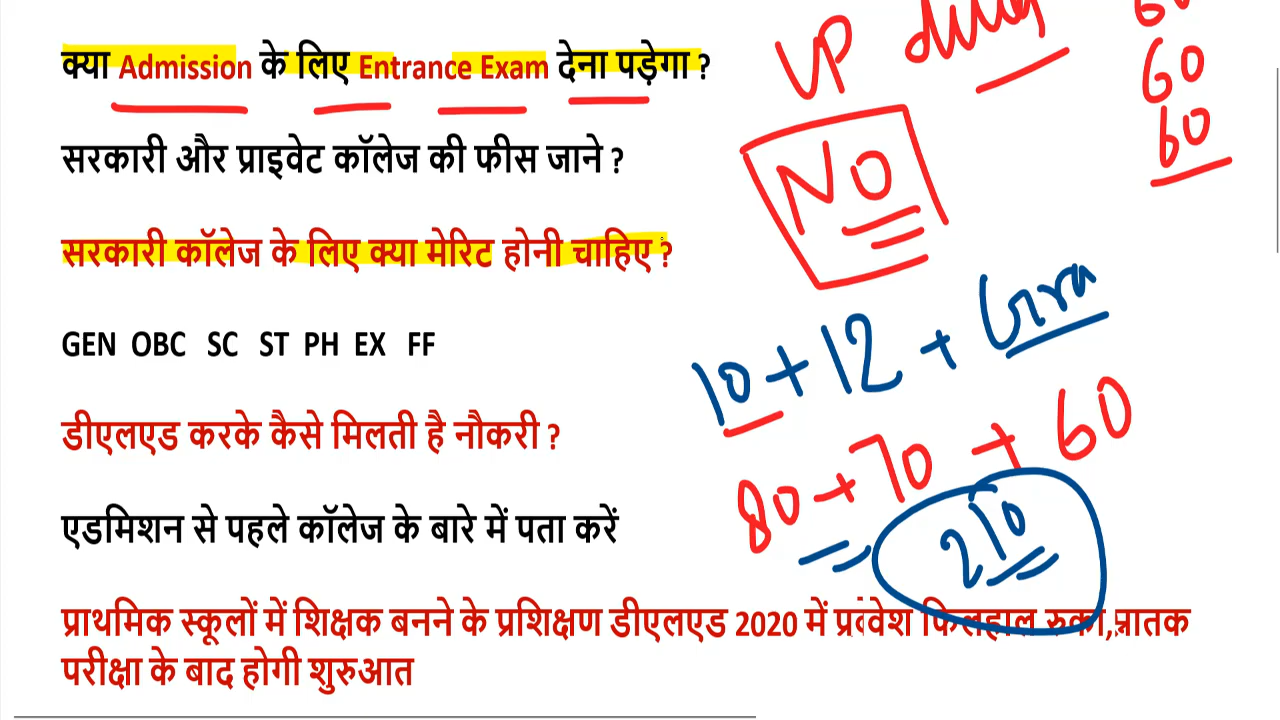 क्या Admission के लिए Entrance Exam देना पड़ेगा ?
सरकारी और प्राइवेट कॉलेज की फीस जाने ?
सरकारी कॉलेज के लिए क्या मेरिट होनी चाहिए ?
GEN OBC SC ST PH EX FF
डीएलएड करके कैसे मिलती है नौकरी ?
एडमिशन से पहले कॉलेज के बारे में पता करें
प्राथमिक स्कूलों में शिक्षक बनने के प्रशिक्षण डीएलएड 2020 में प्रवेश फिलहाल रुका,स्नातक
परीक्षा के बाद होगी शुरुआत
UP
NO
60
60
10 + 12 + Gra
80 + 70 + 60
210